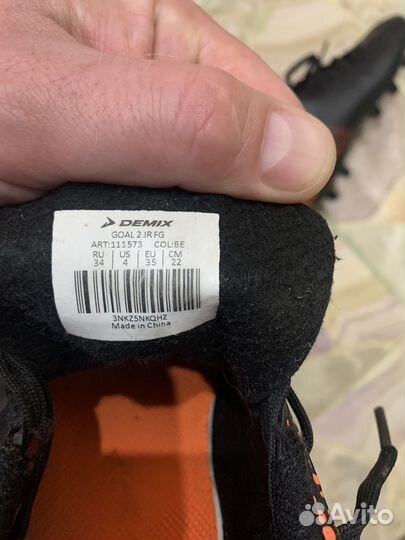 DEMIX
GOAL 2 JR FG
ART:111573 COL:BE
RU US EU CM
34 4 35 22
3NKZ5NKQHZ
Made in China
Avito